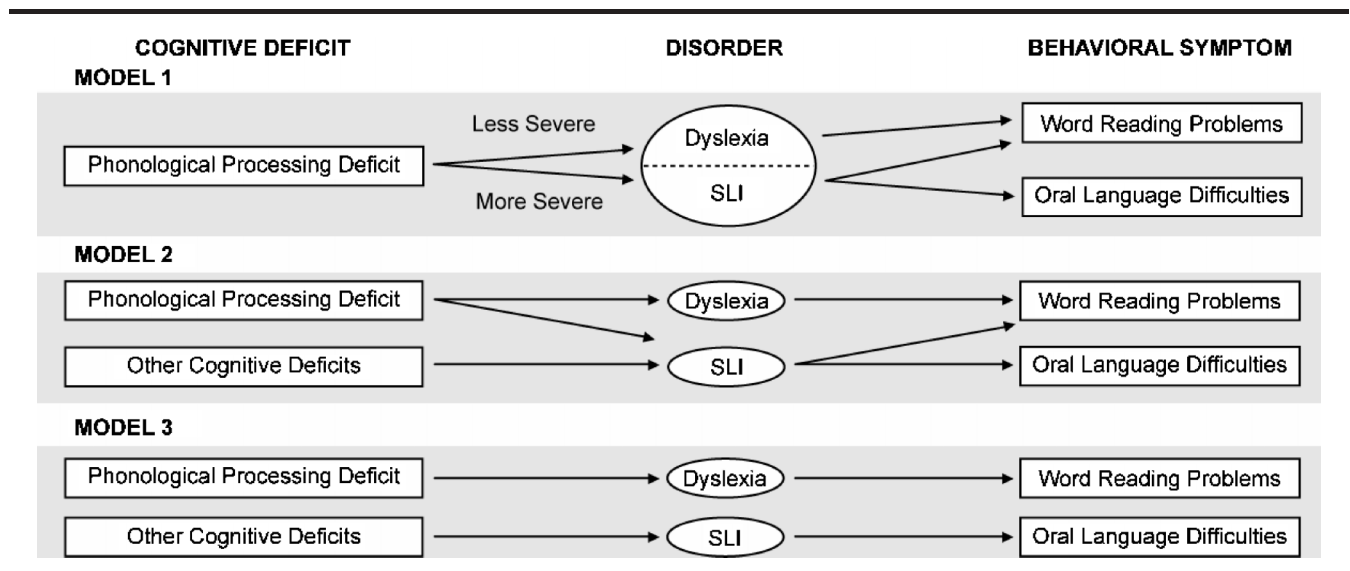 COGNITIVE DEFICIT DISORDER BEHAVIORAL SYMPTOM
MODEL 1
Less Severe
Phonological Processing Deficit
More Severe
Dyslexia
SLI
Word Reading Problems
Oral Language Difficulties
MODEL 2
Phonological Processing Deficit Dyslexia Word Reading Problems
Other Cognitive Deficits SLI Oral Language Difficulties
MODEL 3
Phonological Processing Deficit Dyslexia Word Reading Problems
Other Cognitive Deficits SLI Oral Language Difficulties